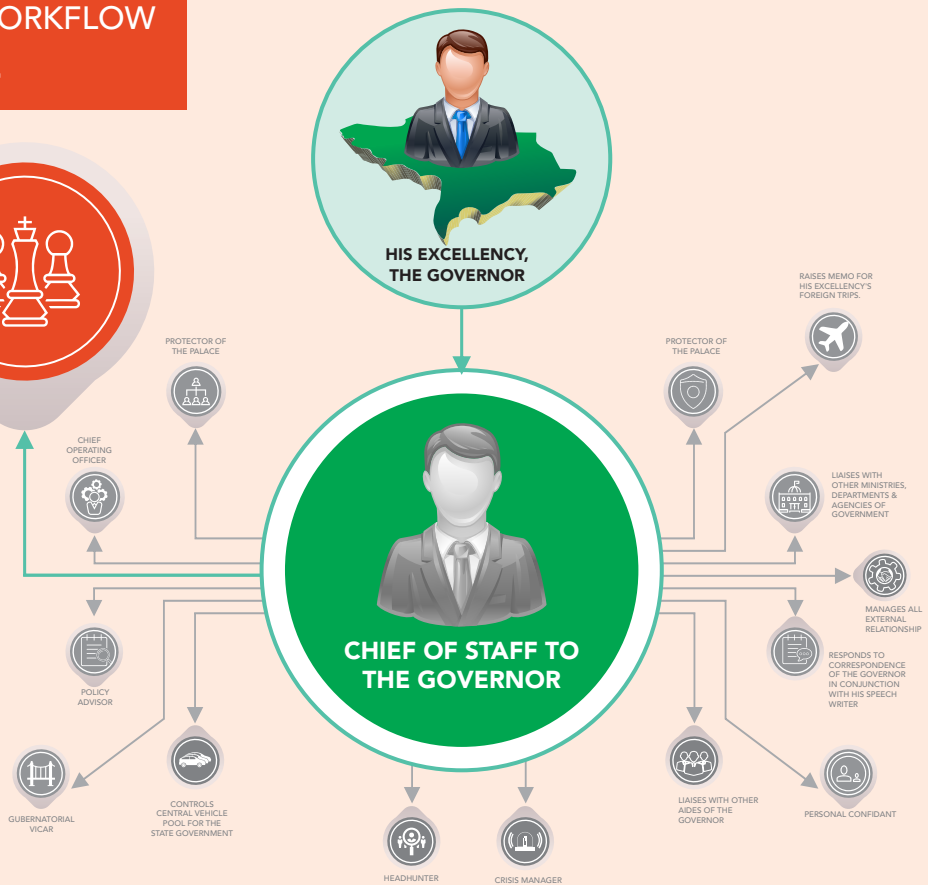 HIS EXCELLENCY,
THE GOVERNOR
RAISES MEMO FOR
HIS EXCELLENCY'S
FOREIGN TRIPS.
PROTECTOR OF
THE PALACE
PROTECTOR OF
THE PALACE
CHIEF
OPERATING
OFFICER
LIAISES WITH
OTHER MINISTRIES,
DEPARTMENTS &
AGENCIES OF
GOVERNMENT
MANAGES ALL
EXTERNAL
RELATIONSHIP
CHIEF OF STAFF TO
THE GOVERNOR
RESPONDS TO
CORRESPONDENCE
OF THE GOVERNOR
IN CONJUNCTION
WITH HIS SPEECH
WRITER
POLICY
ADVISOR
GUBERNATORIAL
VICAR
CONTROLS
CENTRAL VEHICLE
POOL FOR THE
STATE GOVERNMENT
LIAISES WITH OTHER
AIDES OF THE
GOVERNOR
PERSONAL CONFIDANT
HEADHUNTER
CRISIS MANAGER